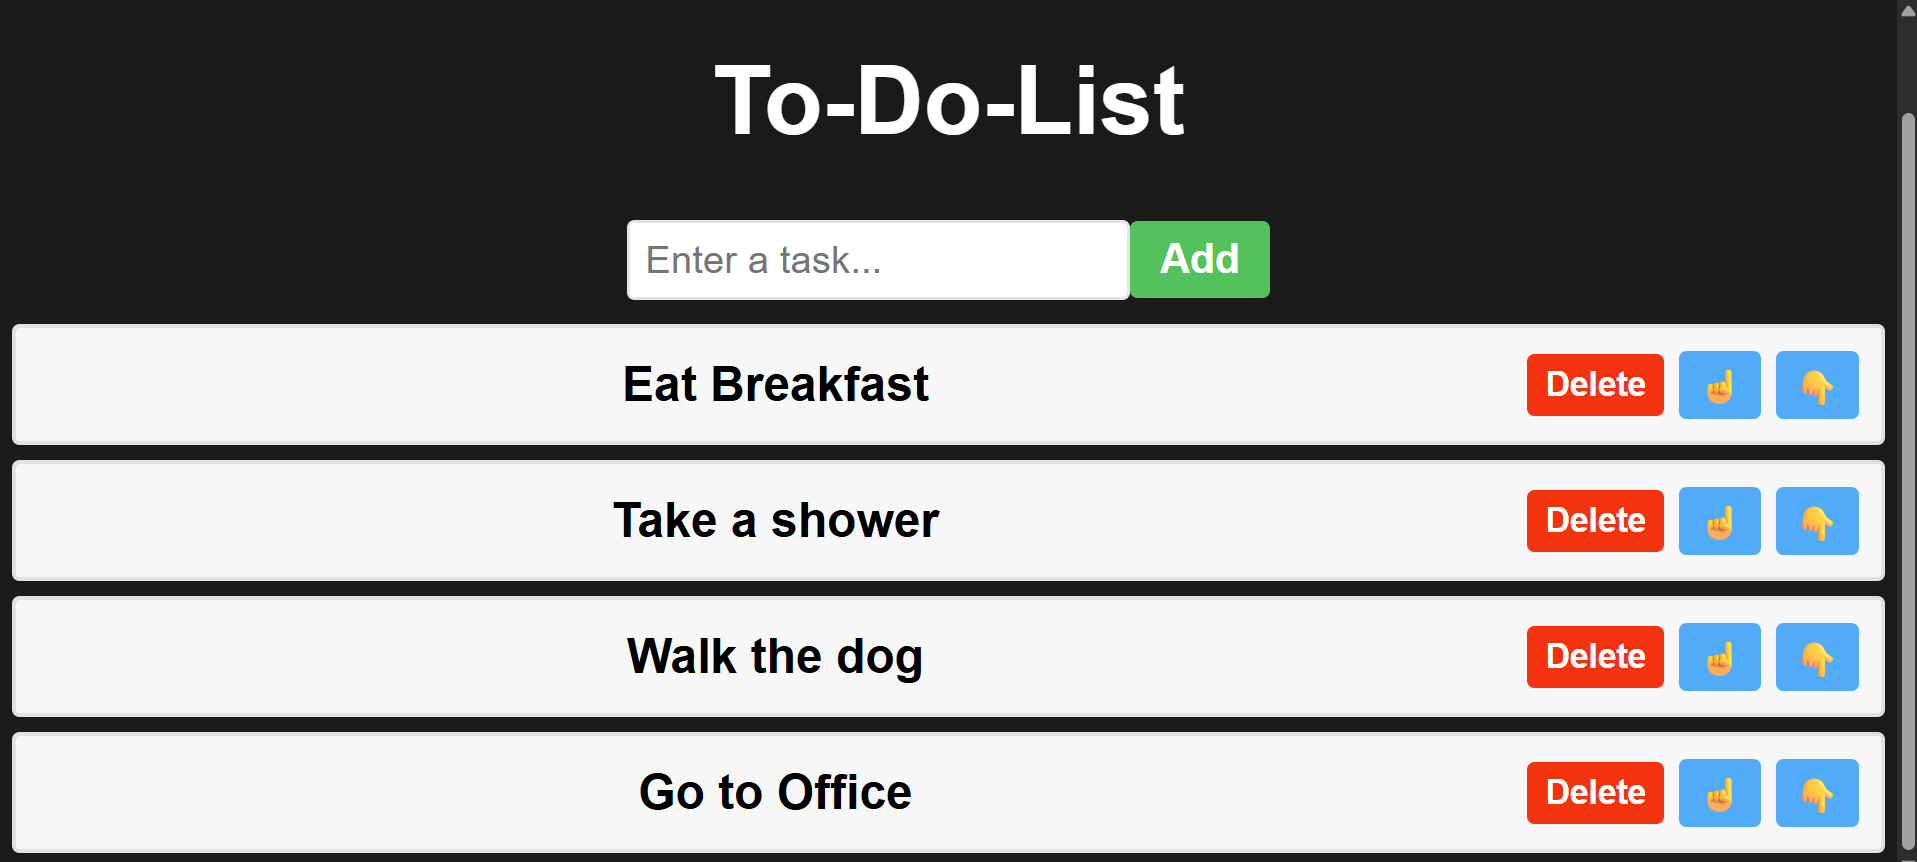 To-Do-List
Enter a task...
Add
Eat Breakfast
Delete
Take a shower
Delete
Walk the dog
Delete
Go to Office
Delete